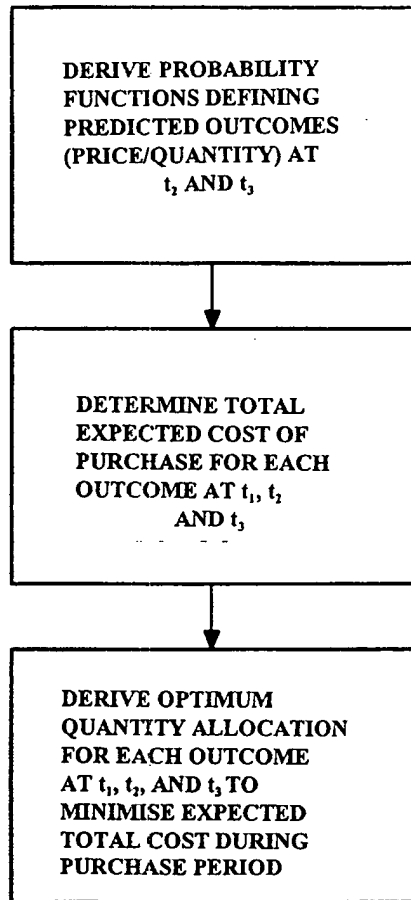 DERIVE PROBABILITY
FUNCTIONS DEFINING
PREDICTED OUTCOMES
(PRICE/QUANTITY) AT
t₂ AND t₃
DETERMINE TOTAL
EXPECTED COST OF
PURCHASE FOR EACH
OUTCOME AT t₁, t₂
AND t₃
DERIVE OPTIMUM
QUANTITY ALLOCATION
FOR EACH OUTCOME
AT t₁, t₂, AND t₃ TO
MINIMISE EXPECTED
TOTAL COST DURING
PURCHASE PERIOD